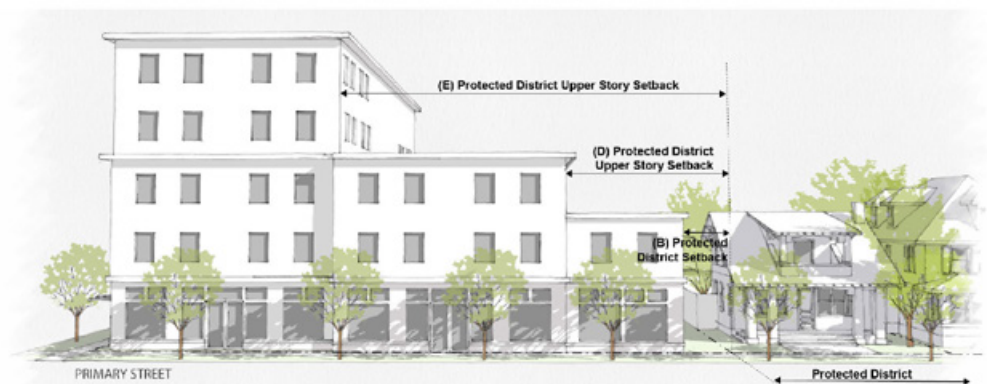 (E) Protected District Upper Story Setback
(D) Protected District
Upper Story Setback
(B) Protected
District Setback
PRIMARY STREET
Protected District